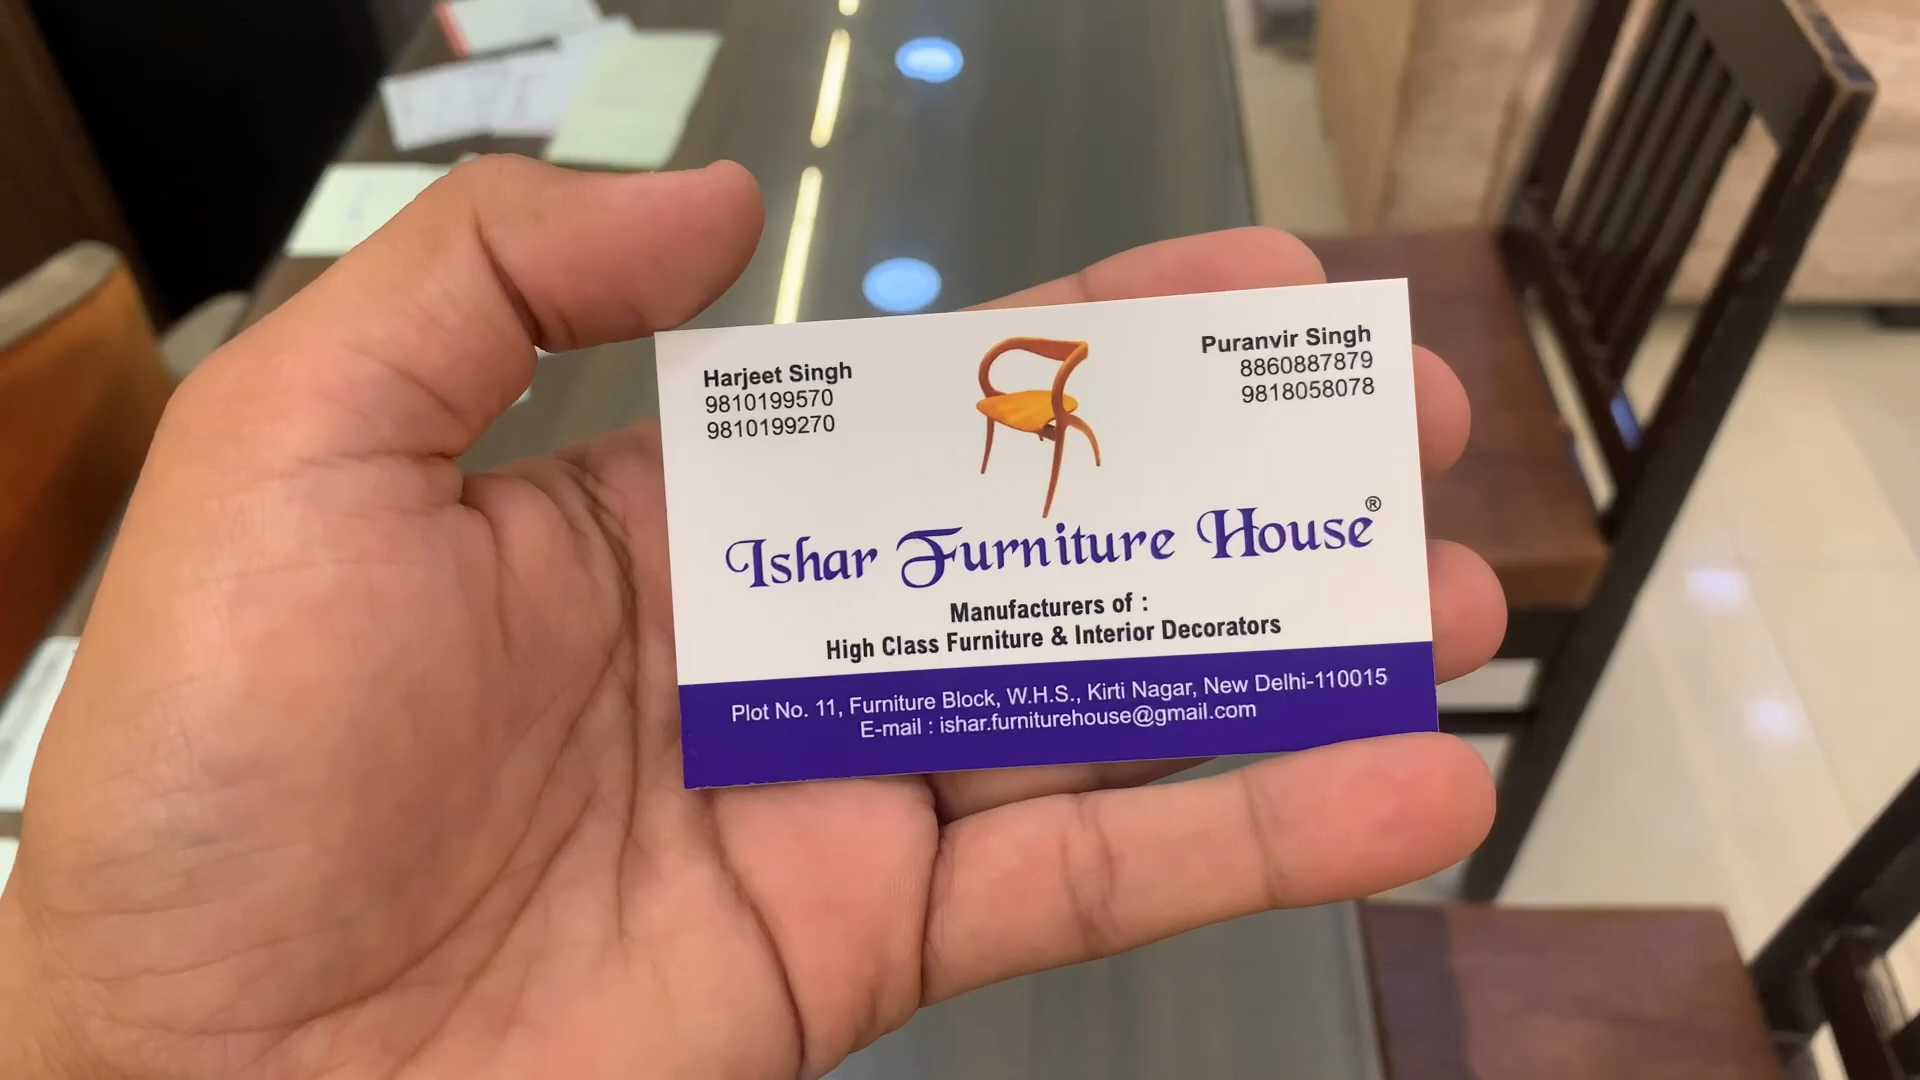 Harjeet Singh
9810199570
9810199270
Puranvir Singh
8860887879
9818058078
Ishar Furniture House®
Manufacturers of :
High Class Furniture & Interior Decorators
Plot No. 11, Furniture Block, W.H.S., Kirti Nagar, New Delhi-110015
E-mail : ishar.furniturehouse@gmail.com